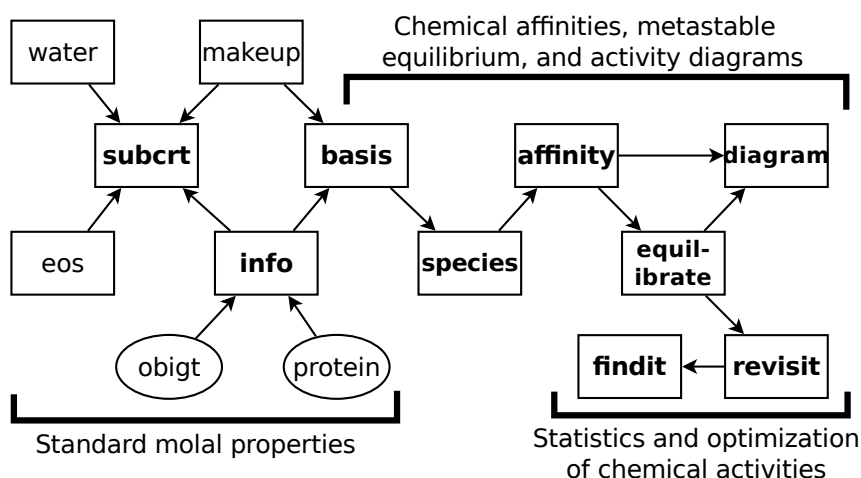 Chemical affinities, metastable
equilibrium, and activity diagrams
water
makeup
subcrt
basis
affinity
diagram
eos
info
species
equil-
ibrate
obigt
protein
findit
revisit
Standard molal properties
Statistics and optimization
of chemical activities